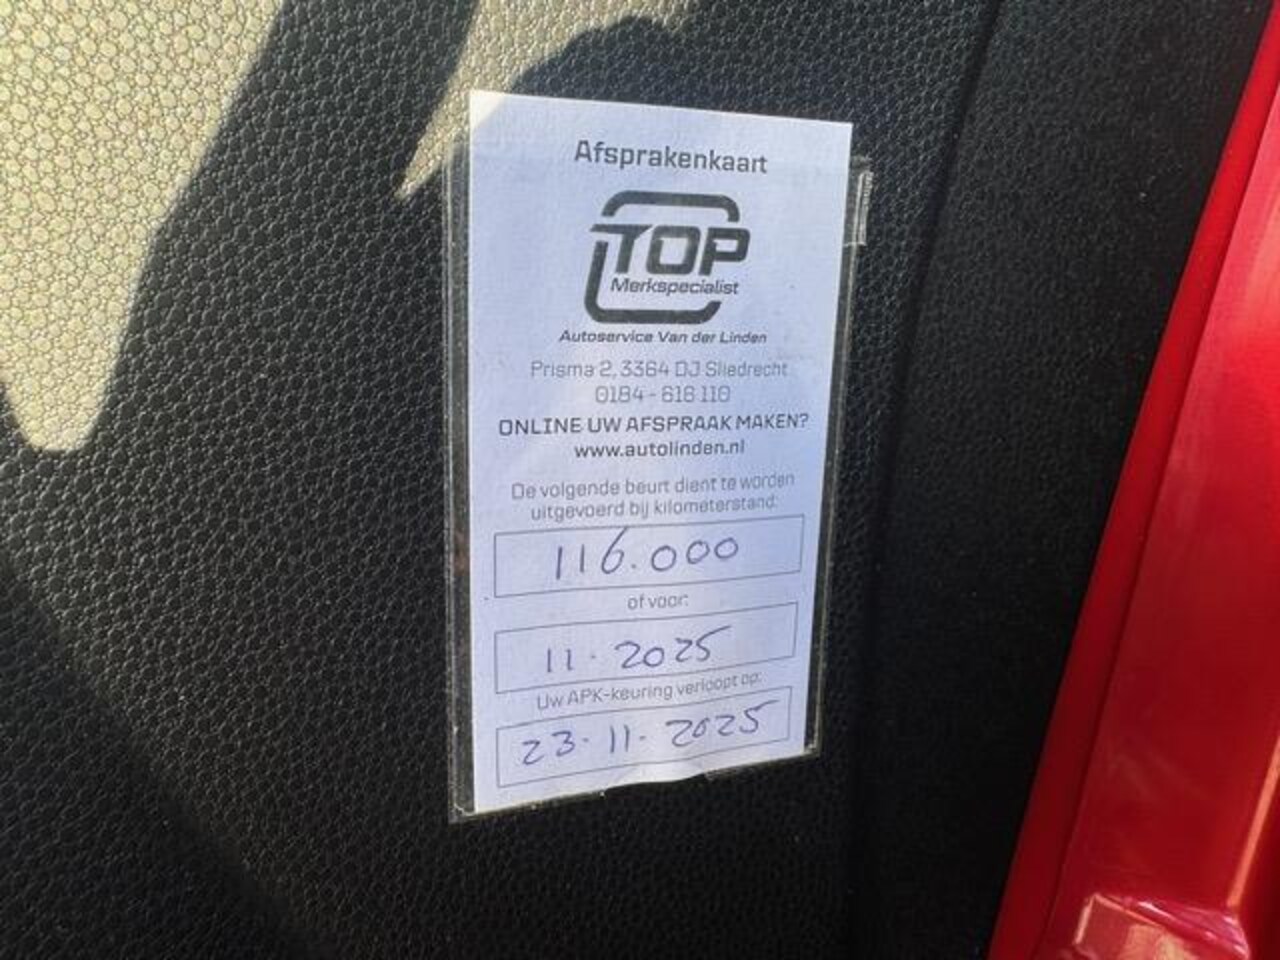 Afsprakenkaart
TOP
Merkspecialist
Autoservice Van der Linden
Prisma 2, 3364 DJ Sliedrecht
0184 - 616 110
ONLINE UW AFSPRAAK MAKEN?
www.autolinden.nl
De volgende beurt dient te worden
uitgevoerd bij kilometerstand:
116.000
of voor:
11-2025
Uw APK-keuring verloopt op:
23-11-2025